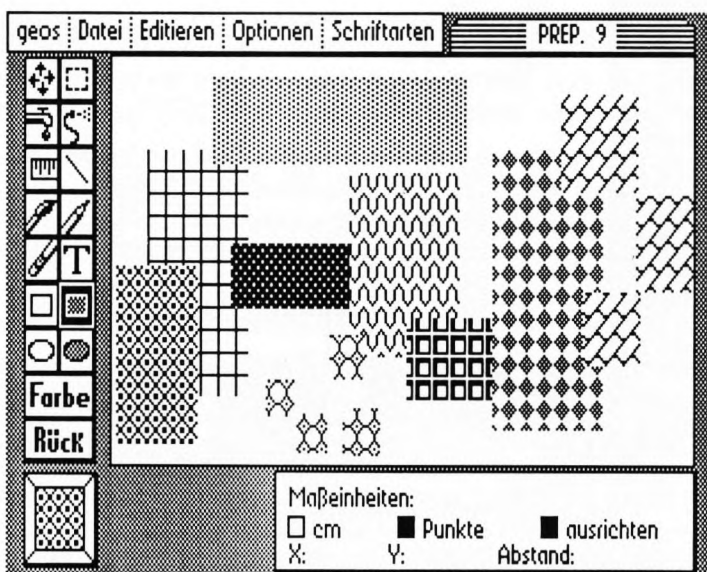 geos Datei Editieren Optionen Schriftarten PREP. 9
T
Farbe
Rück
Maßeinheiten:
cm Punkte ausrichten
X: Y: Abstand: